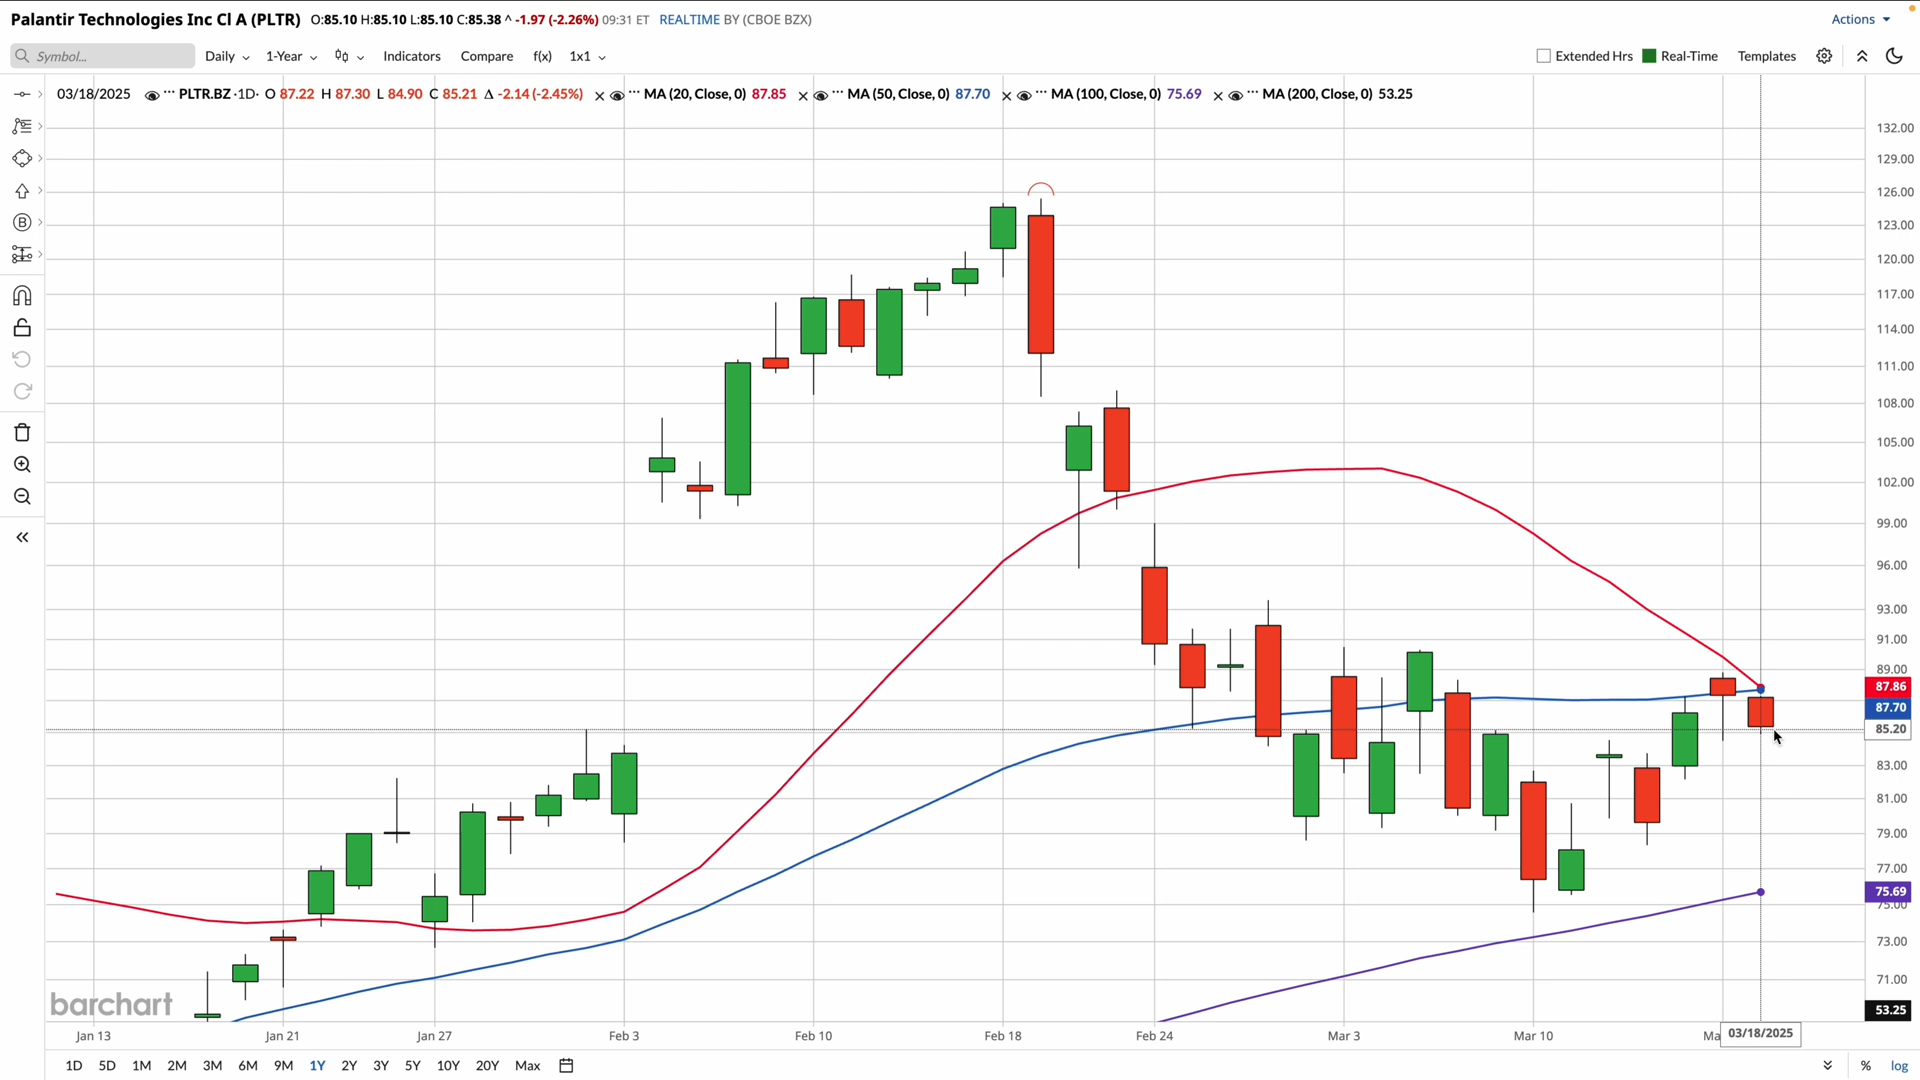 Palantir Technologies Inc Cl A (PLTR) O:85.10 H:85.10 L:85.10 C:85.38 ^ -1.97 (-2.26%) 09:31 ET REALTIME BY (CBOE BZX)
Actions
Symbol...
Daily 1-Year Indicators Compare f(x) 1x1
Extended Hrs Real-Time Templates
03/18/2025 ··· PLTR.BZ ·1D· O 87.22 H 87.30 L 84.90 C 85.21 Δ -2.14 (-2.45%) ··· MA (20, Close, 0) 87.85 ··· MA (50, Close, 0) 87.70 ··· MA (100, Close, 0) 75.69 ··· MA (200, Close, 0) 53.25
B
132.00
129.00
126.00
123.00
120.00
117.00
114.00
111.00
108.00
105.00
102.00
99.00
96.00
93.00
91.00
89.00
87.86
87.70
85.20
83.00
81.00
79.00
77.00
75.69
75.00
73.00
71.00
53.25
barchart
Jan 13 Jan 21 Jan 27 Feb 3 Feb 10 Feb 18 Feb 24 Mar 3 Mar 10 Ma 03/18/2025
1D 5D 1M 2M 3M 6M 9M 1Y 2Y 3Y 5Y 10Y 20Y Max
% log